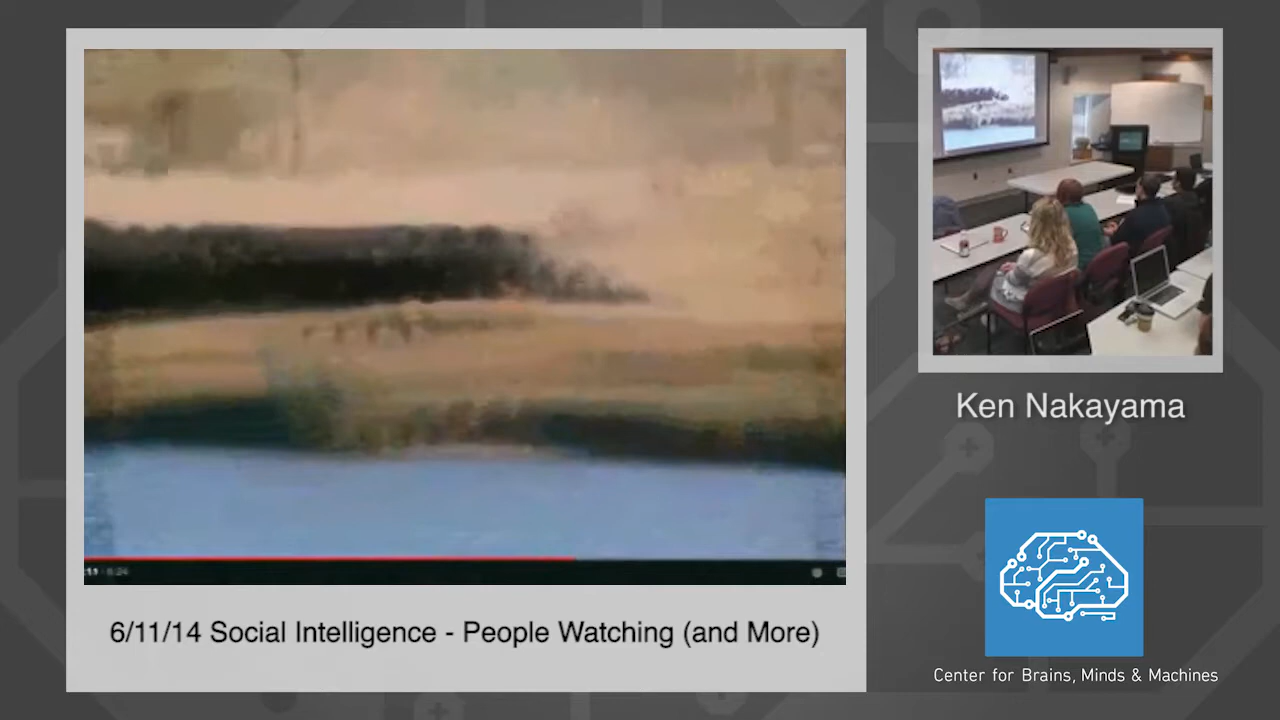 Ken Nakayama
6/11/14 Social Intelligence - People Watching (and More)
Center for Brains, Minds & Machines